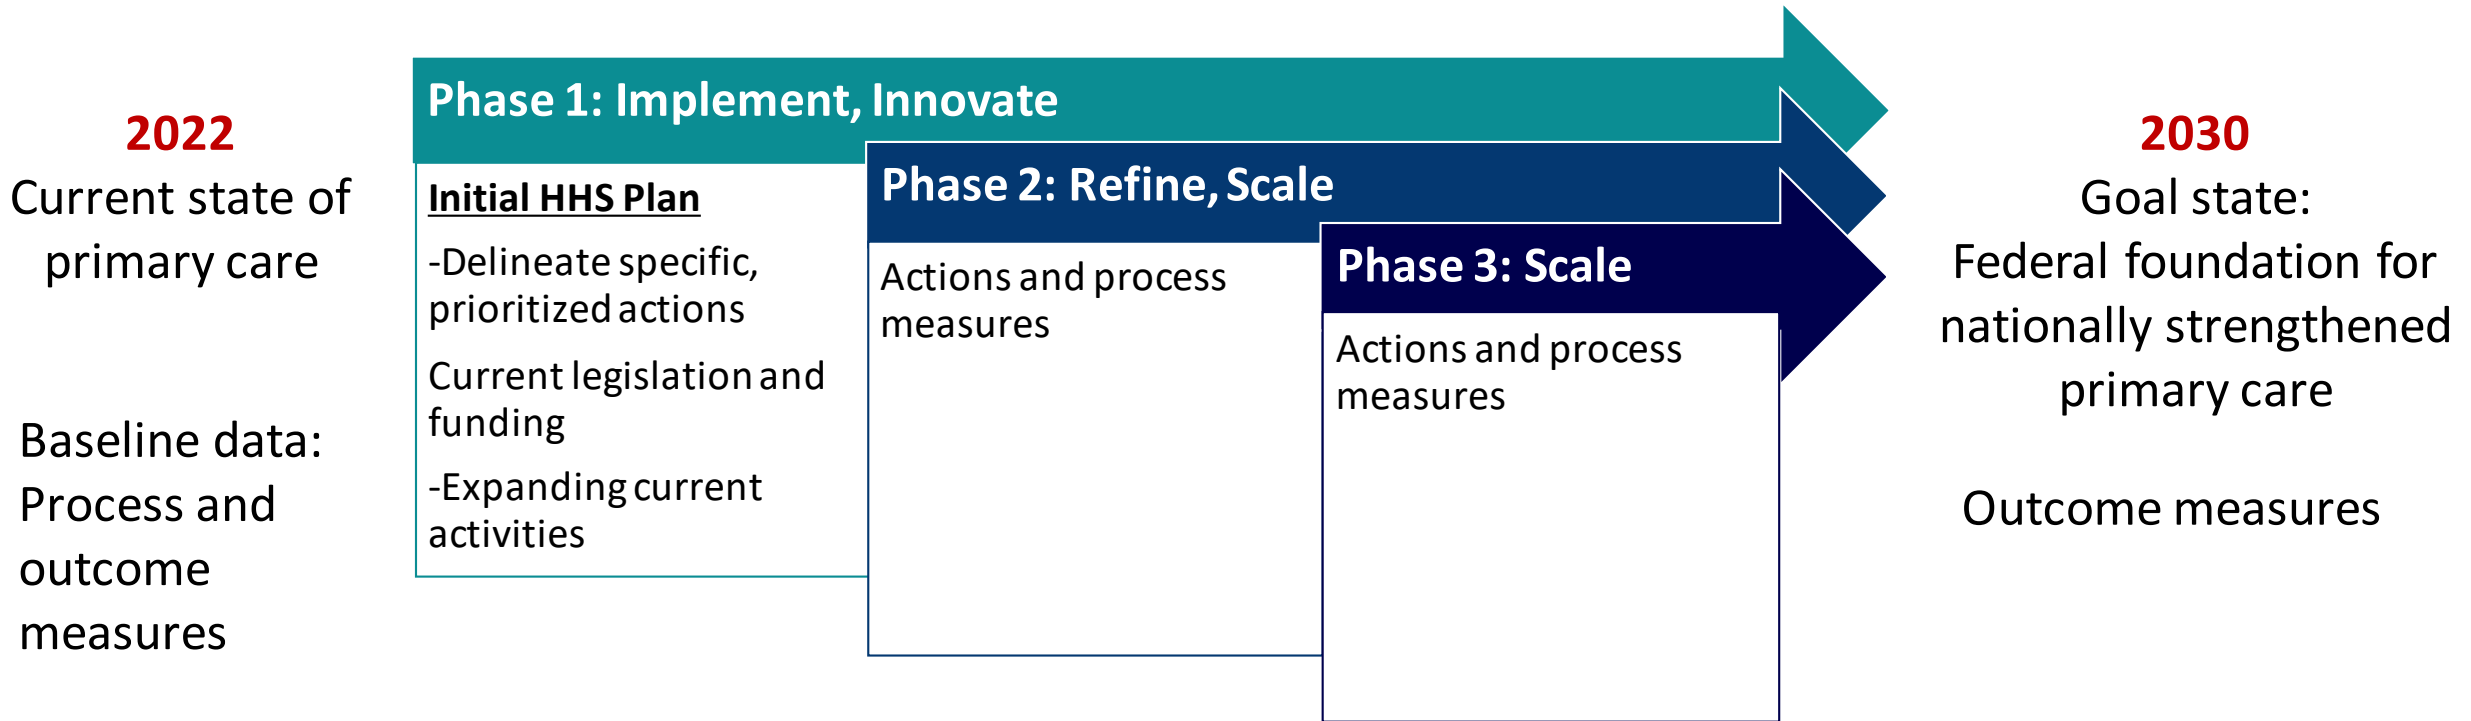 2022
Current state of
primary care
Baseline data:
Process and
outcome
measures
Phase 1: Implement, Innovate
Initial HHS Plan
-Delineate specific,
prioritized actions
Current legislation and
funding
-Expanding current
activities
Phase 2: Refine, Scale
Actions and process
measures
Phase 3: Scale
Actions and process
measures
2030
Goal state:
Federal foundation for
nationally strengthened
primary care
Outcome measures